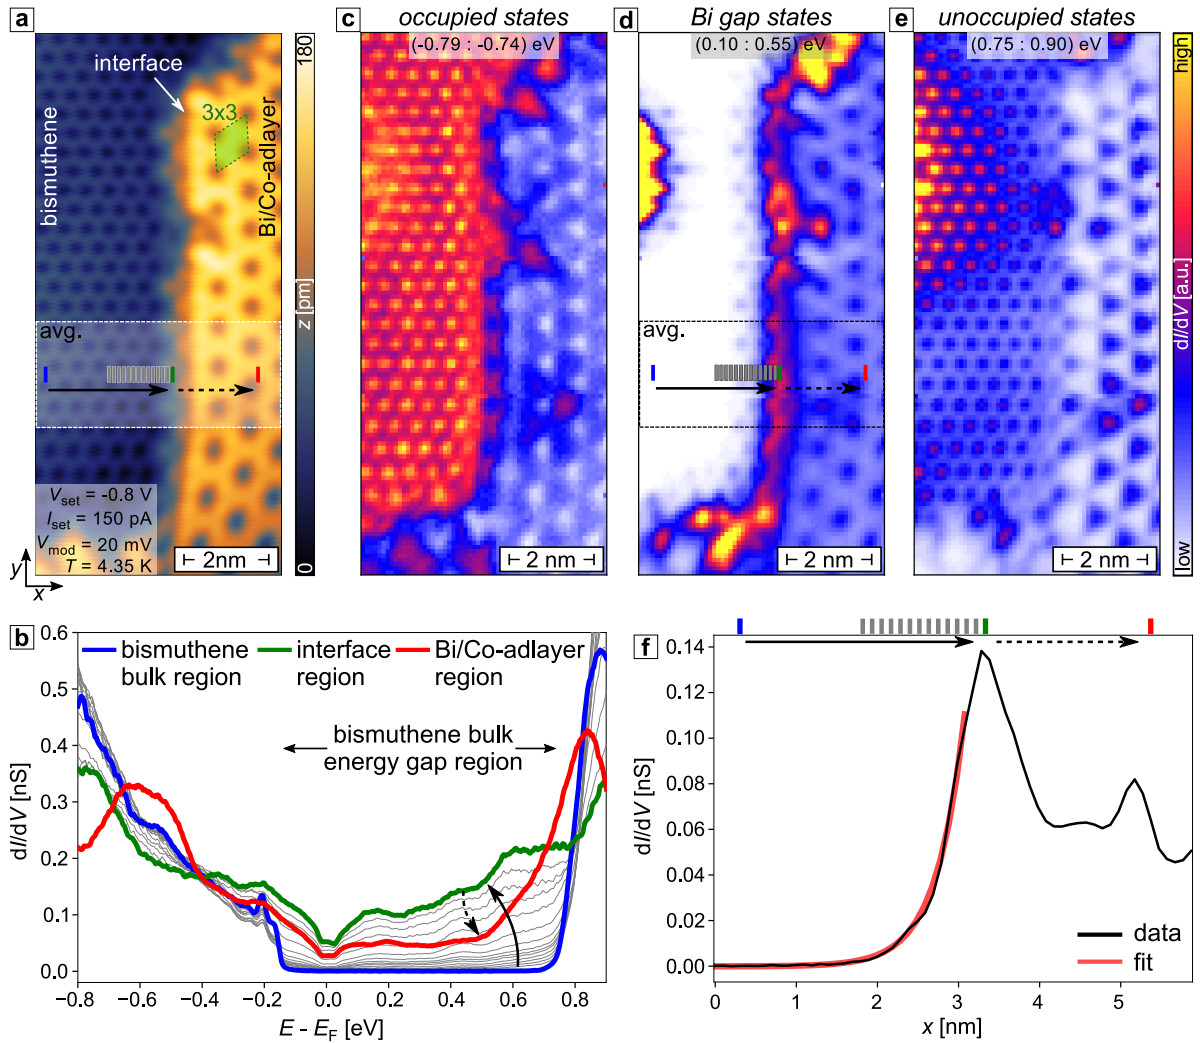 a
interface
3x3
bismuthene
Bi/Co-adlayer
avg.
V_set = -0.8 V
I_set = 150 pA
V_mod = 20 mV
T = 4.35 K
2nm
y
x
180
z [pm]
0
c
occupied states
(-0.79 : -0.74) eV
2 nm
d
Bi gap states
(0.10 : 0.55) eV
avg.
2 nm
e
unoccupied states
(0.75 : 0.90) eV
2 nm
high
dI/dV [a.u.]
low
b
bismuthene
bulk region
interface
region
Bi/Co-adlayer
region
bismuthene bulk
energy gap region
0.6
0.5
0.4
0.3
0.2
0.1
0.0
dI/dV [nS]
−0.8
−0.6
−0.4
−0.2
0.0
0.2
0.4
0.6
0.8
E - E_F [eV]
f
0.14
0.12
0.10
0.08
0.06
0.04
0.02
0.00
dI/dV [nS]
data
fit
0
1
2
3
4
5
x [nm]